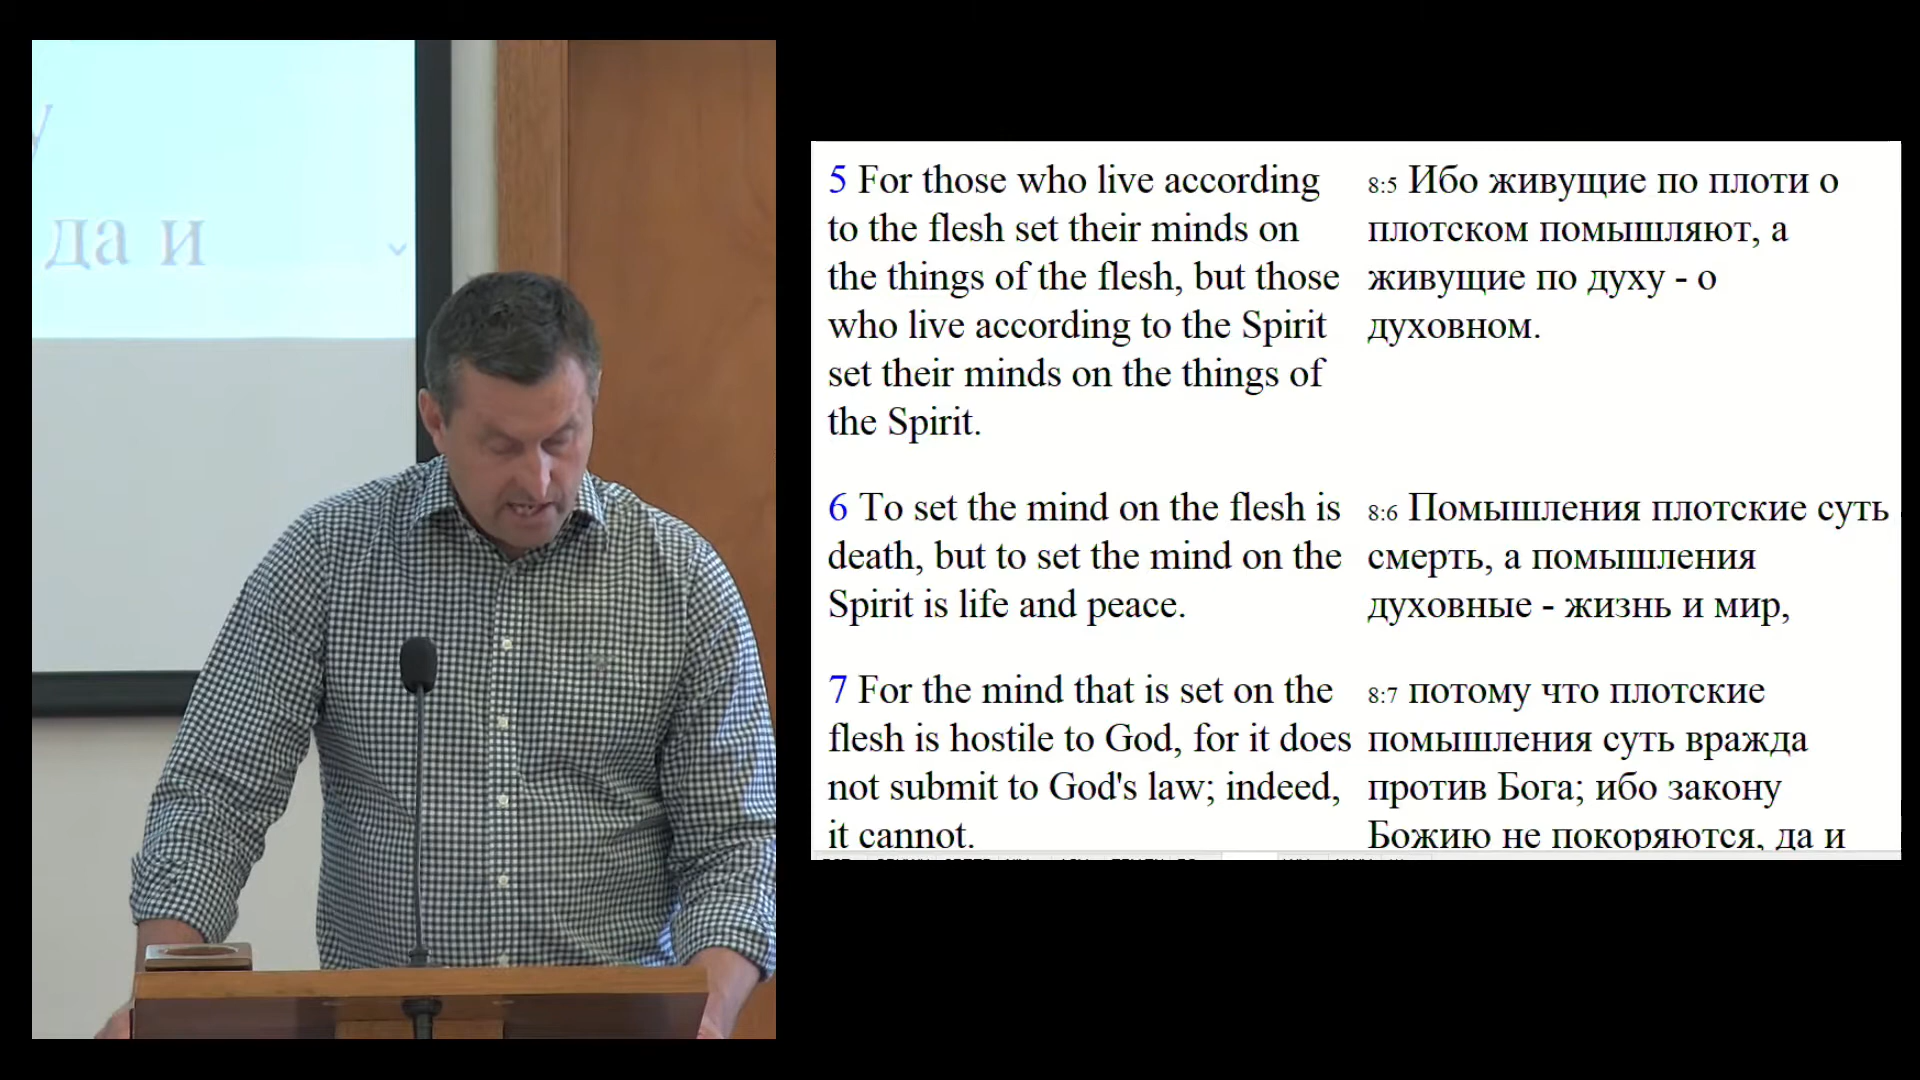 у
да и
5 For those who live according
to the flesh set their minds on
the things of the flesh, but those
who live according to the Spirit
set their minds on the things of
the Spirit.
8:5 Ибо живущие по плоти о
плотском помышляют, а
живущие по духу - о
духовном.
6 To set the mind on the flesh is
death, but to set the mind on the
Spirit is life and peace.
8:6 Помышления плотские суть
смерть, а помышления
духовные - жизнь и мир,
7 For the mind that is set on the
flesh is hostile to God, for it does
not submit to God's law; indeed,
it cannot.
8:7 потому что плотские
помышления суть вражда
против Бога; ибо закону
Божию не покоряются, да и